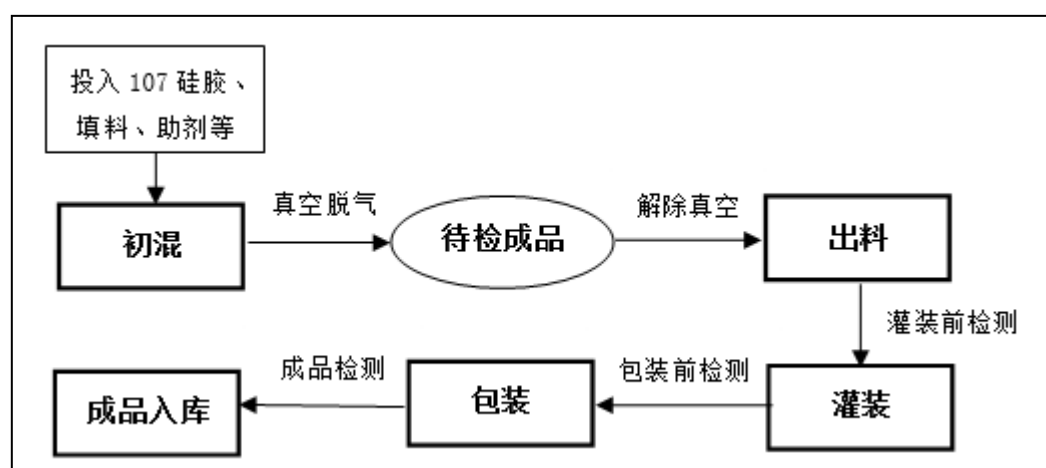 投入 107 硅胶、
填料、助剂等
真空脱气
解除真空
初混
待检成品
出料
灌装前检测
成品检测
包装前检测
成品入库
包装
灌装